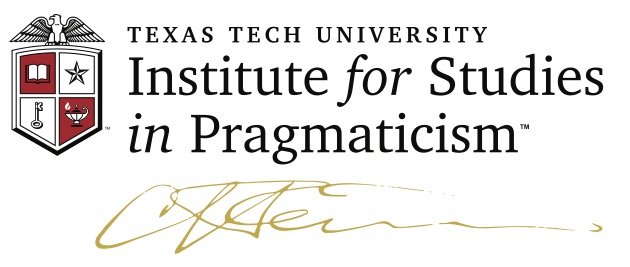 TEXAS TECH UNIVERSITY
Institute for Studies
in Pragmaticism™